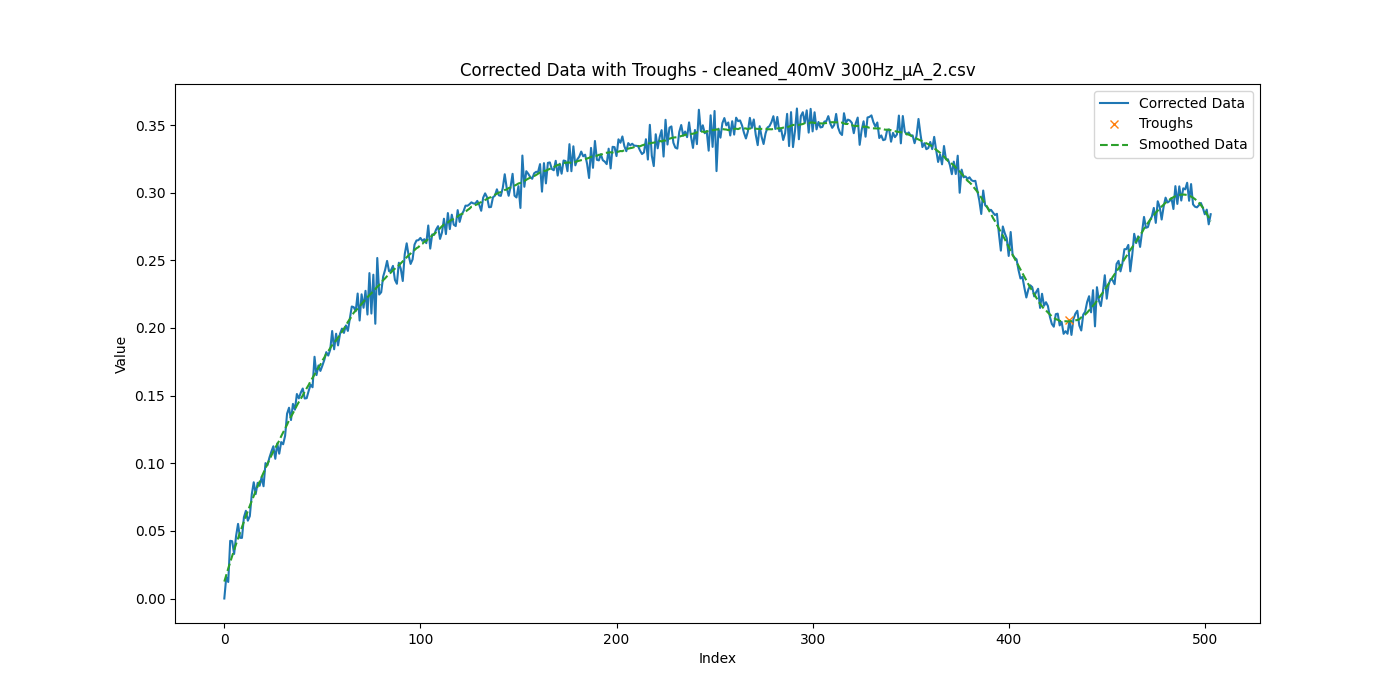 Corrected Data with Troughs - cleaned_40mV 300Hz_µA_2.csv
Corrected Data
Troughs
Smoothed Data
Value
0.35
0.30
0.25
0.20
0.15
0.10
0.05
0.00
0 100 200 300 400 500
Index